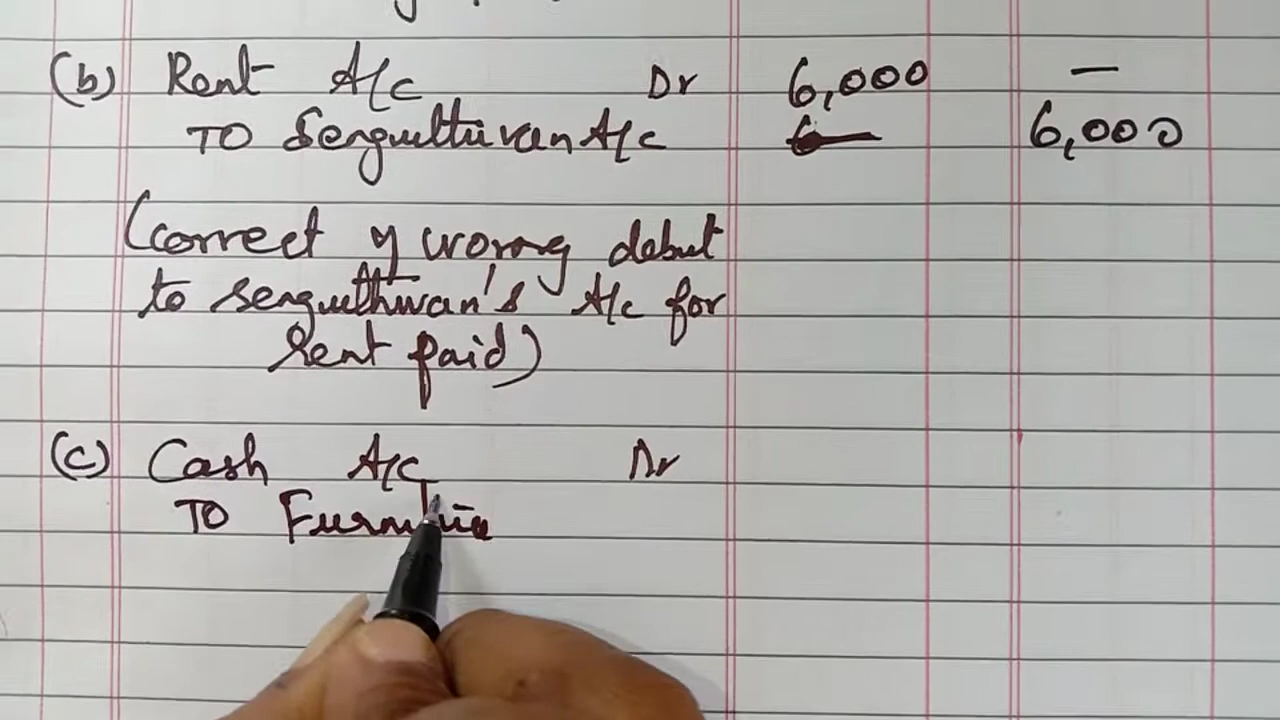 (b) Rent A/c Dr 6,000 —
TO Senguttuvan A/c 6,000
(correct of wrong debut
to senguthwan's A/c for
Rent paid)
(c) Cash A/c Dr
TO Furniture